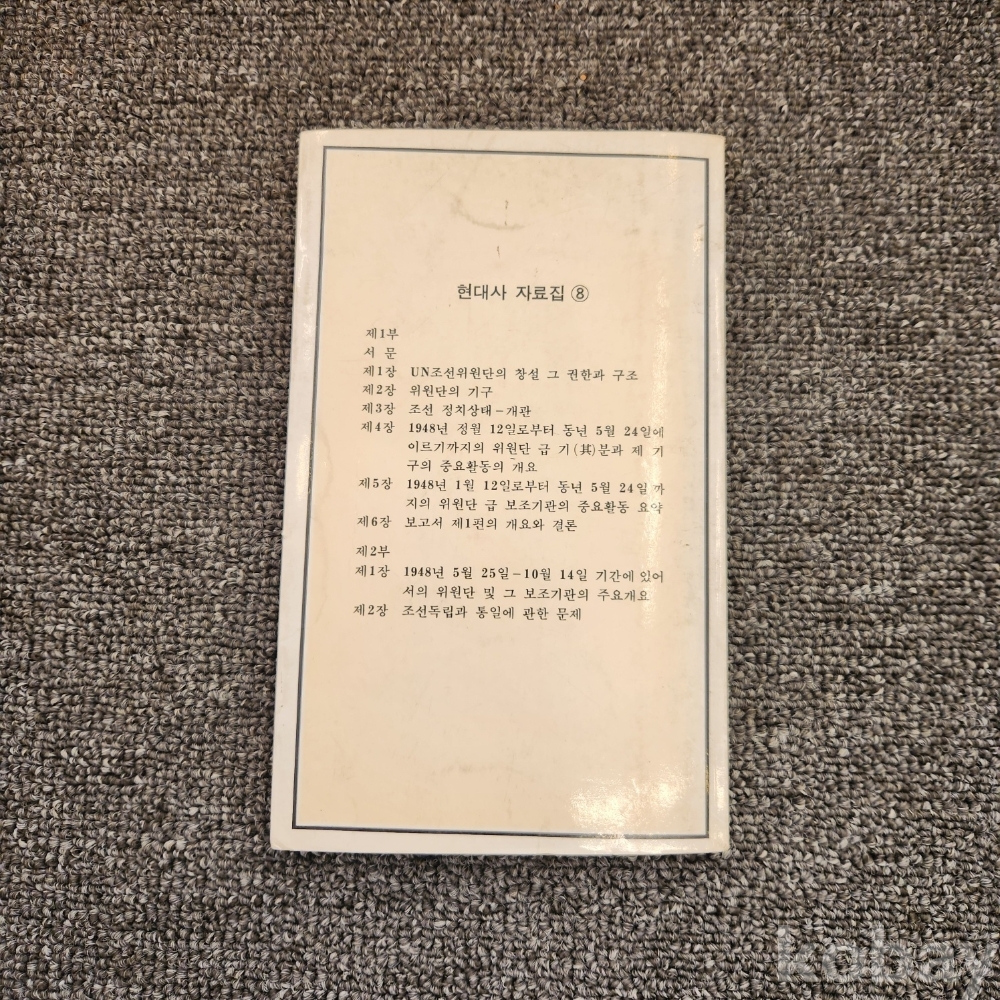 현대사 자료집 ⑧
제1부
서 문
제1장 UN조선위원단의 창설 그 권한과 구조
제2장 위원단의 기구
제3장 조선 정치상태－개관
제4장 1948년 정월 12일로부터 동년 5월 24일에
이르기까지의 위원단 급 기(其)분과 제 기
구의 중요활동의 개요
제5장 1948년 1월 12일로부터 동년 5월 24일까
지의 위원단 급 보조기관의 중요활동 요약
제6장 보고서 제1편의 개요와 결론
제2부
제1장 1948년 5월 25일－10월 14일 기간에 있어
서의 위원단 및 그 보조기관의 주요개요
제2장 조선독립과 통일에 관한 문제
kobay